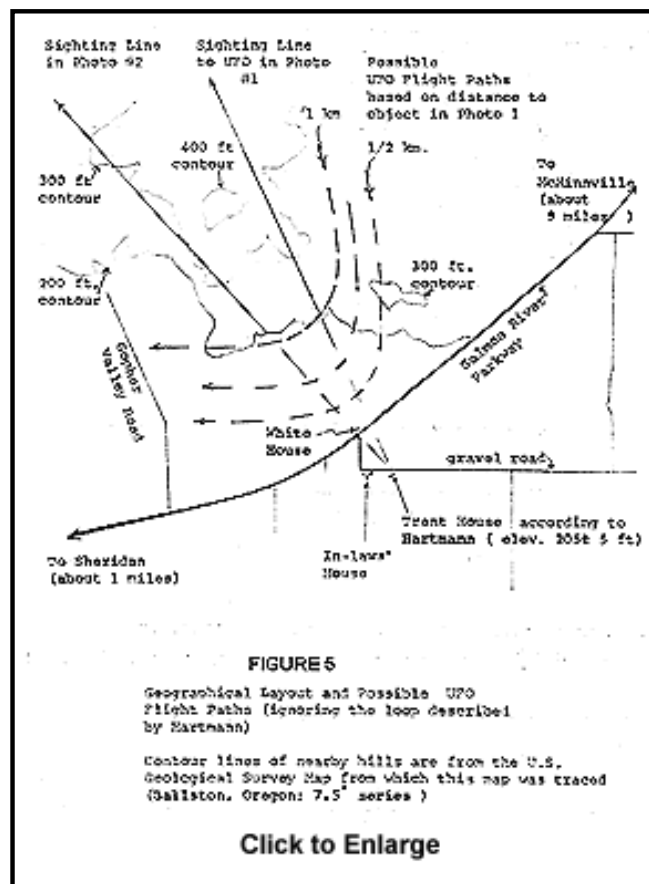 Sighting Line
in Photo #2
Sighting Line
to UFO in Photo
#1
Possible
UFO Flight Paths
based on distance to
object in Photo 1
1 km
1/2 km.
400 ft
contour
300 ft
contour
To
McMinnville
(about
9 miles )
200 ft.
contour
300 ft.
contour
Gopher
Valley Road
Salmon River
Parkway
White
House
gravel road
Trent House according to
Hartmann ( elev. 205± 5 ft)
To Sheridan
(about 1 miles)
In-laws'
House
FIGURE 5
Geographical Layout and Possible UFO
Flight Paths (ignoring the loop described
by Hartmann)
Contour lines of nearby hills are from the U.S.
Geological Survey Map from which this map was traced
(Ballston, Oregon; 7.5' series )
Click to Enlarge